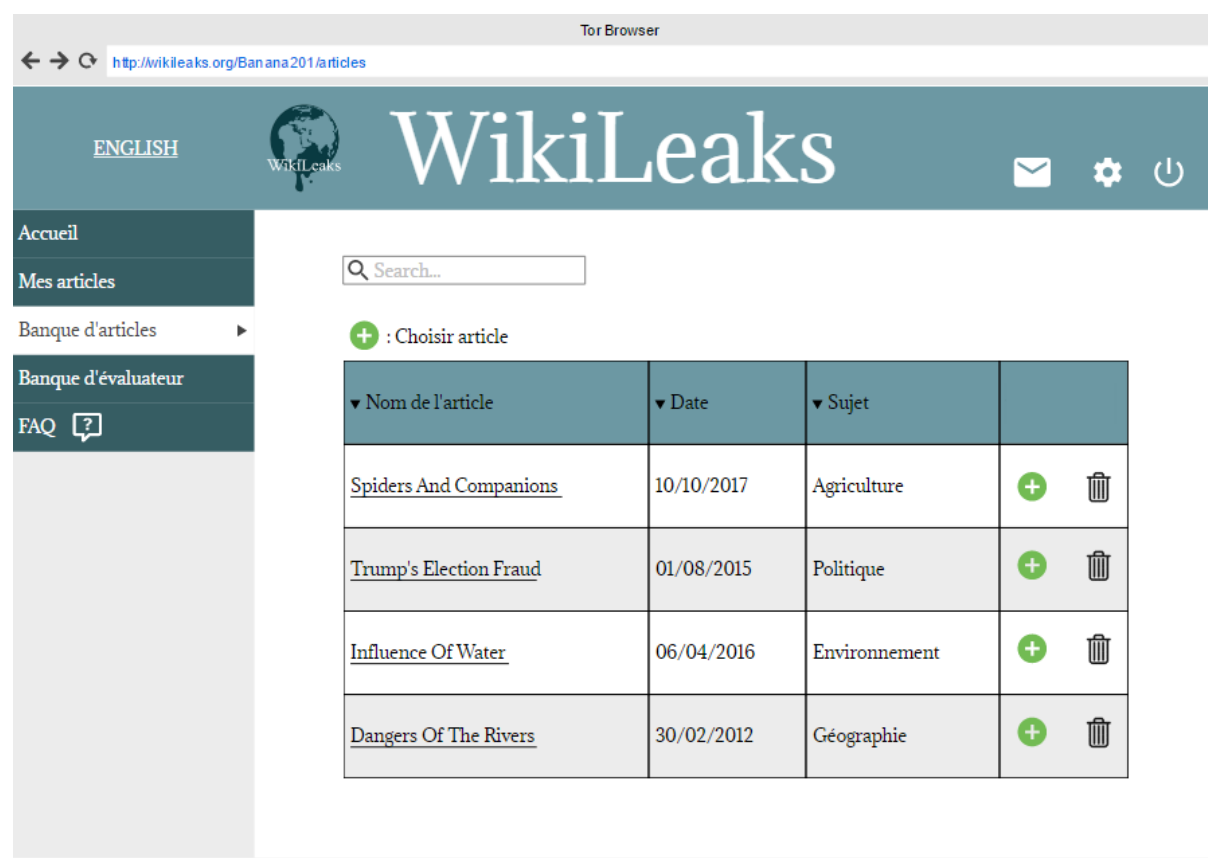 Tor Browser
http://wikileaks.org/Banana201/articles
ENGLISH
WikiLeaks
WikiLeaks
Accueil
Mes articles
Banque d'articles
Banque d'évaluateur
FAQ ?
Search...
: Choisir article
Nom de l'article Date Sujet
Spiders And Companions 10/10/2017 Agriculture
Trump's Election Fraud 01/08/2015 Politique
Influence Of Water 06/04/2016 Environnement
Dangers Of The Rivers 30/02/2012 Géographie